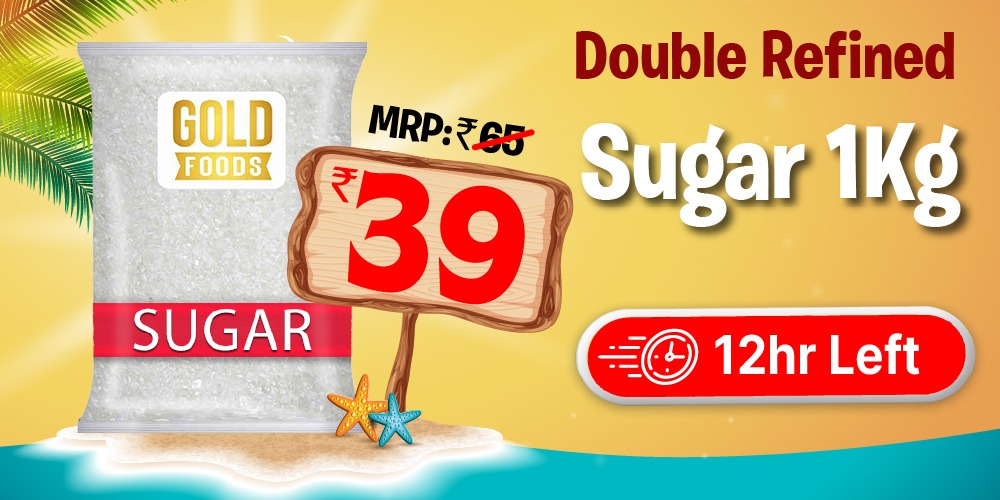 GOLD
FOODS
SUGAR
MRP:₹65
₹39
Double Refined
Sugar 1Kg
12hr Left